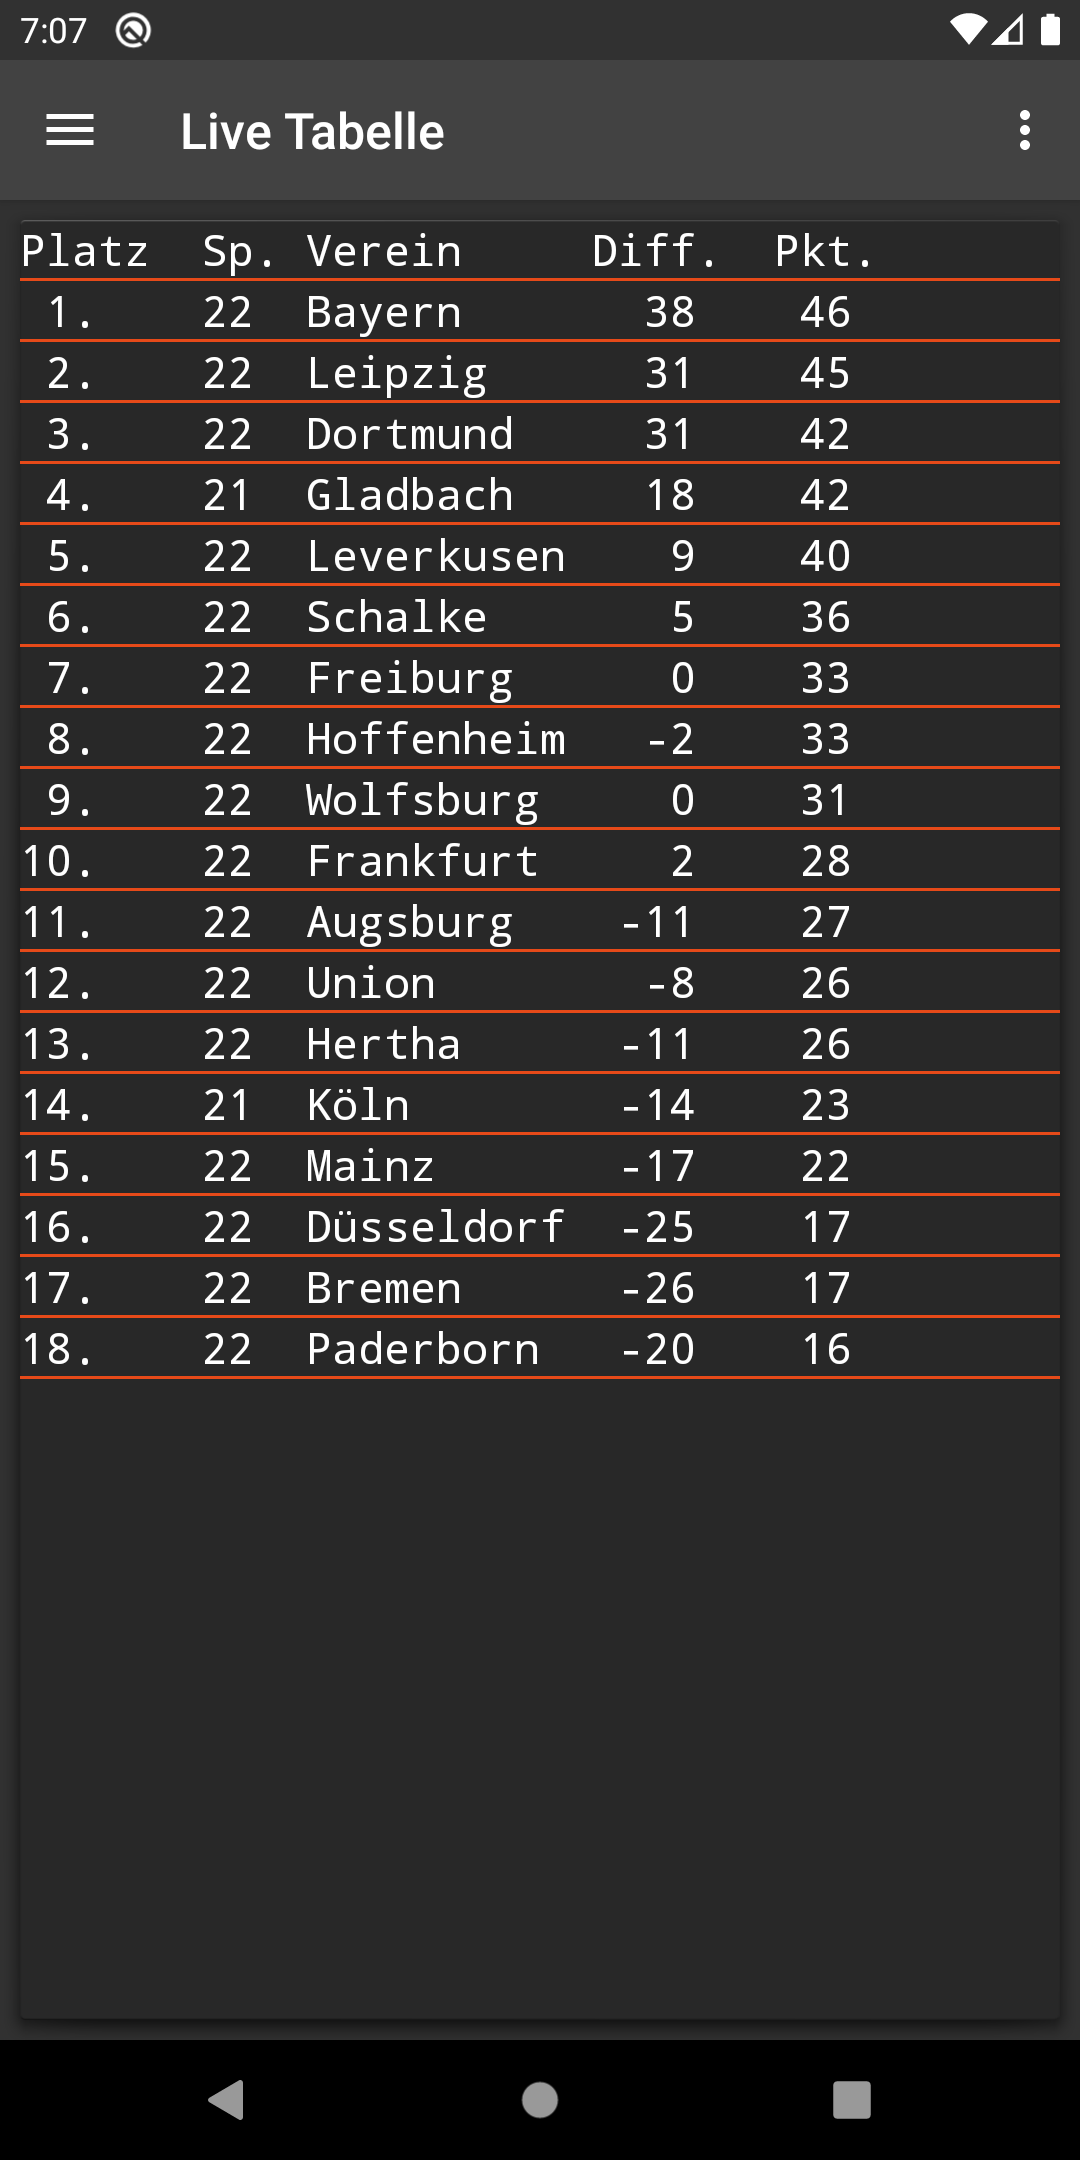 7:07
Live Tabelle
Platz Sp. Verein Diff. Pkt.
1. 22 Bayern 38 46
2. 22 Leipzig 31 45
3. 22 Dortmund 31 42
4. 21 Gladbach 18 42
5. 22 Leverkusen 9 40
6. 22 Schalke 5 36
7. 22 Freiburg 0 33
8. 22 Hoffenheim -2 33
9. 22 Wolfsburg 0 31
10. 22 Frankfurt 2 28
11. 22 Augsburg -11 27
12. 22 Union -8 26
13. 22 Hertha -11 26
14. 21 Köln -14 23
15. 22 Mainz -17 22
16. 22 Düsseldorf -25 17
17. 22 Bremen -26 17
18. 22 Paderborn -20 16